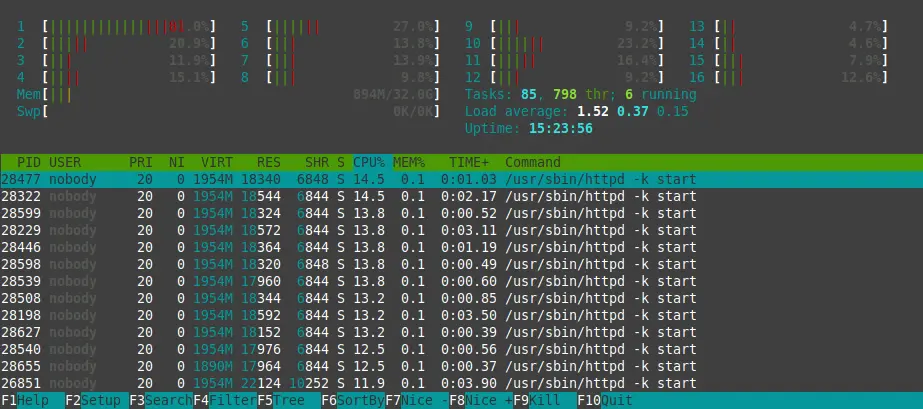 1 [|||||||||||||||||.0%] 5 [|||||| 27.0%] 9 [||| 9.2%] 13 [|| 4.7%]
2 [||||| 20.9%] 6 [||| 13.8%] 10 [|||||| 23.2%] 14 [|| 4.6%]
3 [||| 11.9%] 7 [||| 13.9%] 11 [||||| 16.4%] 15 [||| 7.9%]
4 [|||| 15.1%] 8 [||| 9.8%] 12 [||| 9.2%] 16 [||| 12.6%]
Mem[||| 894M/32.0G] Tasks: 85, 798 thr; 6 running
Swp[ 0K/0K] Load average: 1.52 0.37 0.15
Uptime: 15:23:56
PID USER PRI NI VIRT RES SHR S CPU% MEM% TIME+ Command
28477 nobody 20 0 1954M 18340 6848 S 14.5 0.1 0:01.03 /usr/sbin/httpd -k start
28322 nobody 20 0 1954M 18544 6844 S 14.5 0.1 0:02.17 /usr/sbin/httpd -k start
28599 nobody 20 0 1954M 18324 6844 S 13.8 0.1 0:00.52 /usr/sbin/httpd -k start
28229 nobody 20 0 1954M 18572 6844 S 13.8 0.1 0:03.11 /usr/sbin/httpd -k start
28446 nobody 20 0 1954M 18364 6844 S 13.8 0.1 0:01.19 /usr/sbin/httpd -k start
28598 nobody 20 0 1954M 18320 6848 S 13.8 0.1 0:00.49 /usr/sbin/httpd -k start
28539 nobody 20 0 1954M 17960 6844 S 13.8 0.1 0:00.60 /usr/sbin/httpd -k start
28508 nobody 20 0 1954M 18344 6844 S 13.2 0.1 0:00.85 /usr/sbin/httpd -k start
28198 nobody 20 0 1954M 18592 6844 S 13.2 0.1 0:03.50 /usr/sbin/httpd -k start
28627 nobody 20 0 1954M 18152 6844 S 13.2 0.1 0:00.39 /usr/sbin/httpd -k start
28540 nobody 20 0 1954M 17976 6844 S 12.5 0.1 0:00.56 /usr/sbin/httpd -k start
28655 nobody 20 0 1890M 17964 6844 S 12.5 0.1 0:00.37 /usr/sbin/httpd -k start
26851 nobody 20 0 1954M 22124 10252 S 11.9 0.1 0:03.90 /usr/sbin/httpd -k start
F1Help F2Setup F3SearchF4FilterF5Tree F6SortByF7Nice -F8Nice +F9Kill F10Quit